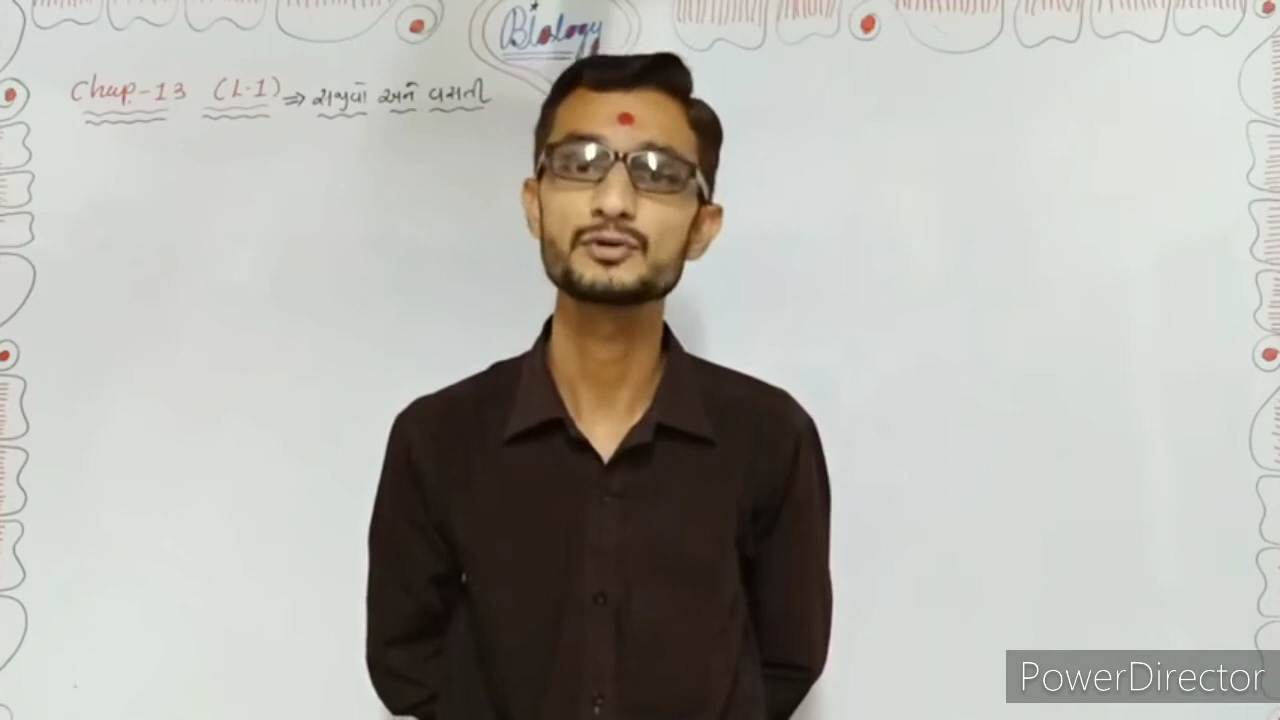 Biology
Chap-13 (L-1) ⇒ સજીવો અને વસતી
PowerDirector